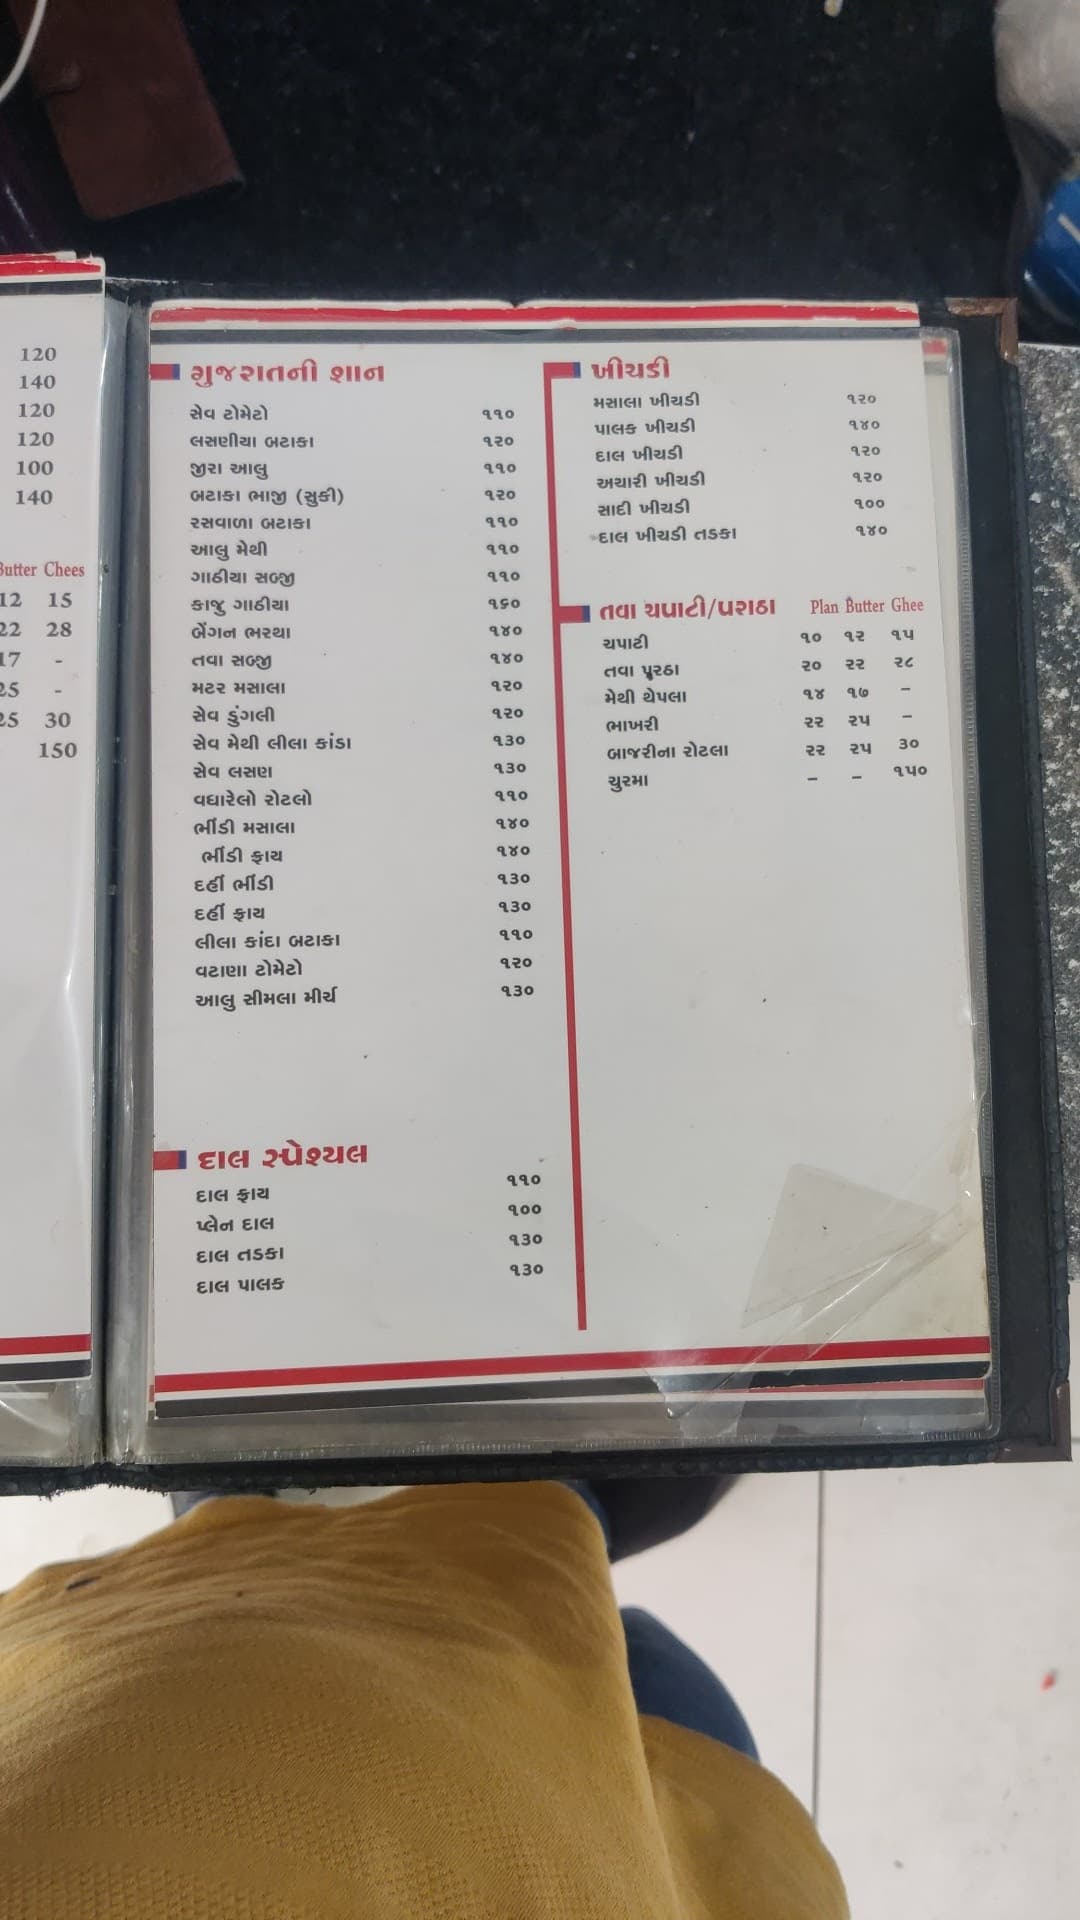 120
140
120
120
100
140
Butter Chees
12 15
22 28
17 -
25 -
25 30
150
ગુજરાતની શાન
સેવ ટોમેટો ૧૧૦
લસણીયા બટાકા ૧૨૦
જીરા આલુ ૧૧૦
બટાકા ભાજી (સુકી) ૧૨૦
રસવાળા બટાકા ૧૧૦
આલુ મેથી ૧૧૦
ગાઠીયા સબ્જી ૧૧૦
કાજુ ગાઠીયા ૧૬૦
બેંગન ભરથા ૧૪૦
તવા સબ્જી ૧૪૦
મટર મસાલા ૧૨૦
સેવ ડુંગલી ૧૨૦
સેવ મેથી લીલા કાંડા ૧૩૦
સેવ લસણ ૧૩૦
વઘારેલો રોટલો ૧૧૦
ભીંડી મસાલા ૧૪૦
ભીંડી ફ્રાય ૧૪૦
દહીં ભીંડી ૧૩૦
દહીં ફ્રાય ૧૩૦
લીલા કાંદા બટાકા ૧૧૦
વટાણા ટોમેટો ૧૨૦
આલુ સીમલા મીર્ચ ૧૩૦
દાલ સ્પેશ્યલ
દાલ ફ્રાય ૧૧૦
પ્લેન દાલ ૧૦૦
દાલ તડકા ૧૩૦
દાલ પાલક ૧૩૦
ખીચડી
મસાલા ખીચડી ૧૨૦
પાલક ખીચડી ૧૪૦
દાલ ખીચડી ૧૨૦
અચારી ખીચડી ૧૨૦
સાદી ખીચડી ૧૦૦
દાલ ખીચડી તડકા ૧૪૦
તવા ચપાટી/પરાઠા Plan Butter Ghee
ચપાટી ૧૦ ૧૨ ૧૫
તવા પૂરઠા ૨૦ ૨૨ ૨૮
મેથી થેપલા ૧૪ ૧૭ –
ભાખરી ૨૨ ૨૫ –
બાજરીના રોટલા ૨૨ ૨૫ ૩૦
ચુરમા – – ૧૫૦